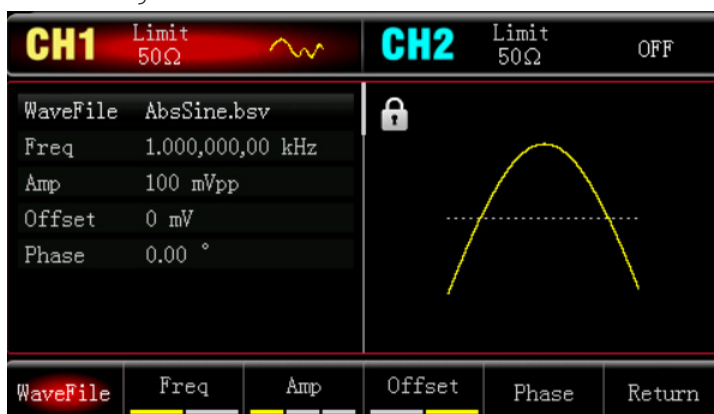 CH1 Limit 50Ω
CH2 Limit 50Ω OFF
WaveFile AbsSine.bsv
Freq 1.000,000,00 kHz
Amp 100 mVpp
Offset 0 mV
Phase 0.00 °
WaveFile Freq Amp Offset Phase Return